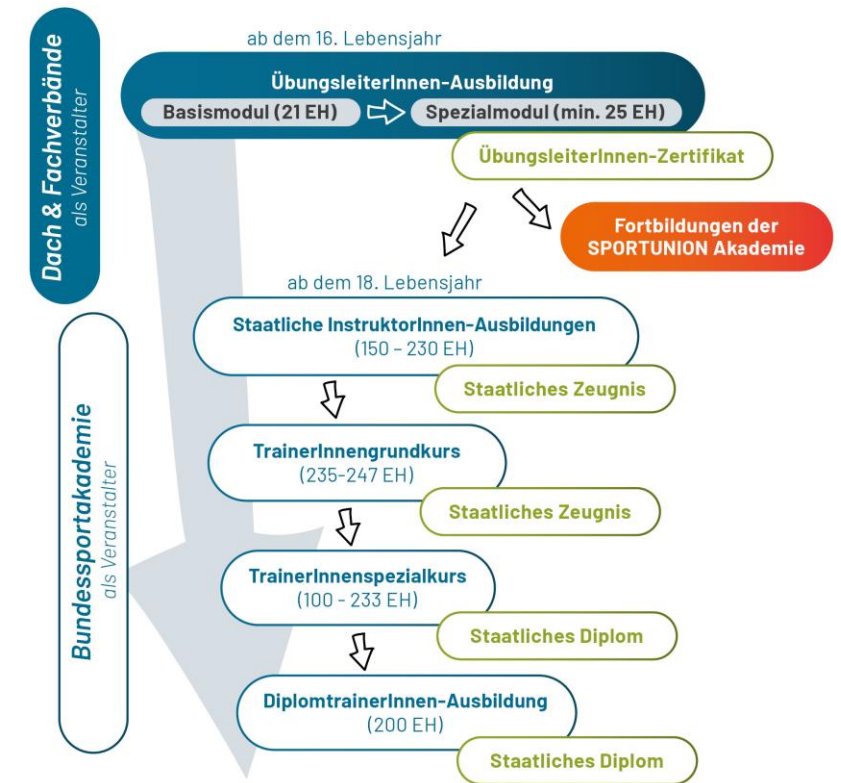 Dach & Fachverbände
als Veranstalter
ab dem 16. Lebensjahr
ÜbungsleiterInnen-Ausbildung
Basismodul (21 EH)
Spezialmodul (min. 25 EH)
ÜbungsleiterInnen-Zertifikat
Fortbildungen der
SPORTUNION Akademie
ab dem 18. Lebensjahr
Bundessportakademie
als Veranstalter
Staatliche InstruktorInnen-Ausbildungen
(150 – 230 EH)
Staatliches Zeugnis
TrainerInnengrundkurs
(235-247 EH)
Staatliches Zeugnis
TrainerInnenspezialkurs
(100 - 233 EH)
Staatliches Diplom
DiplomtrainerInnen-Ausbildung
(200 EH)
Staatliches Diplom